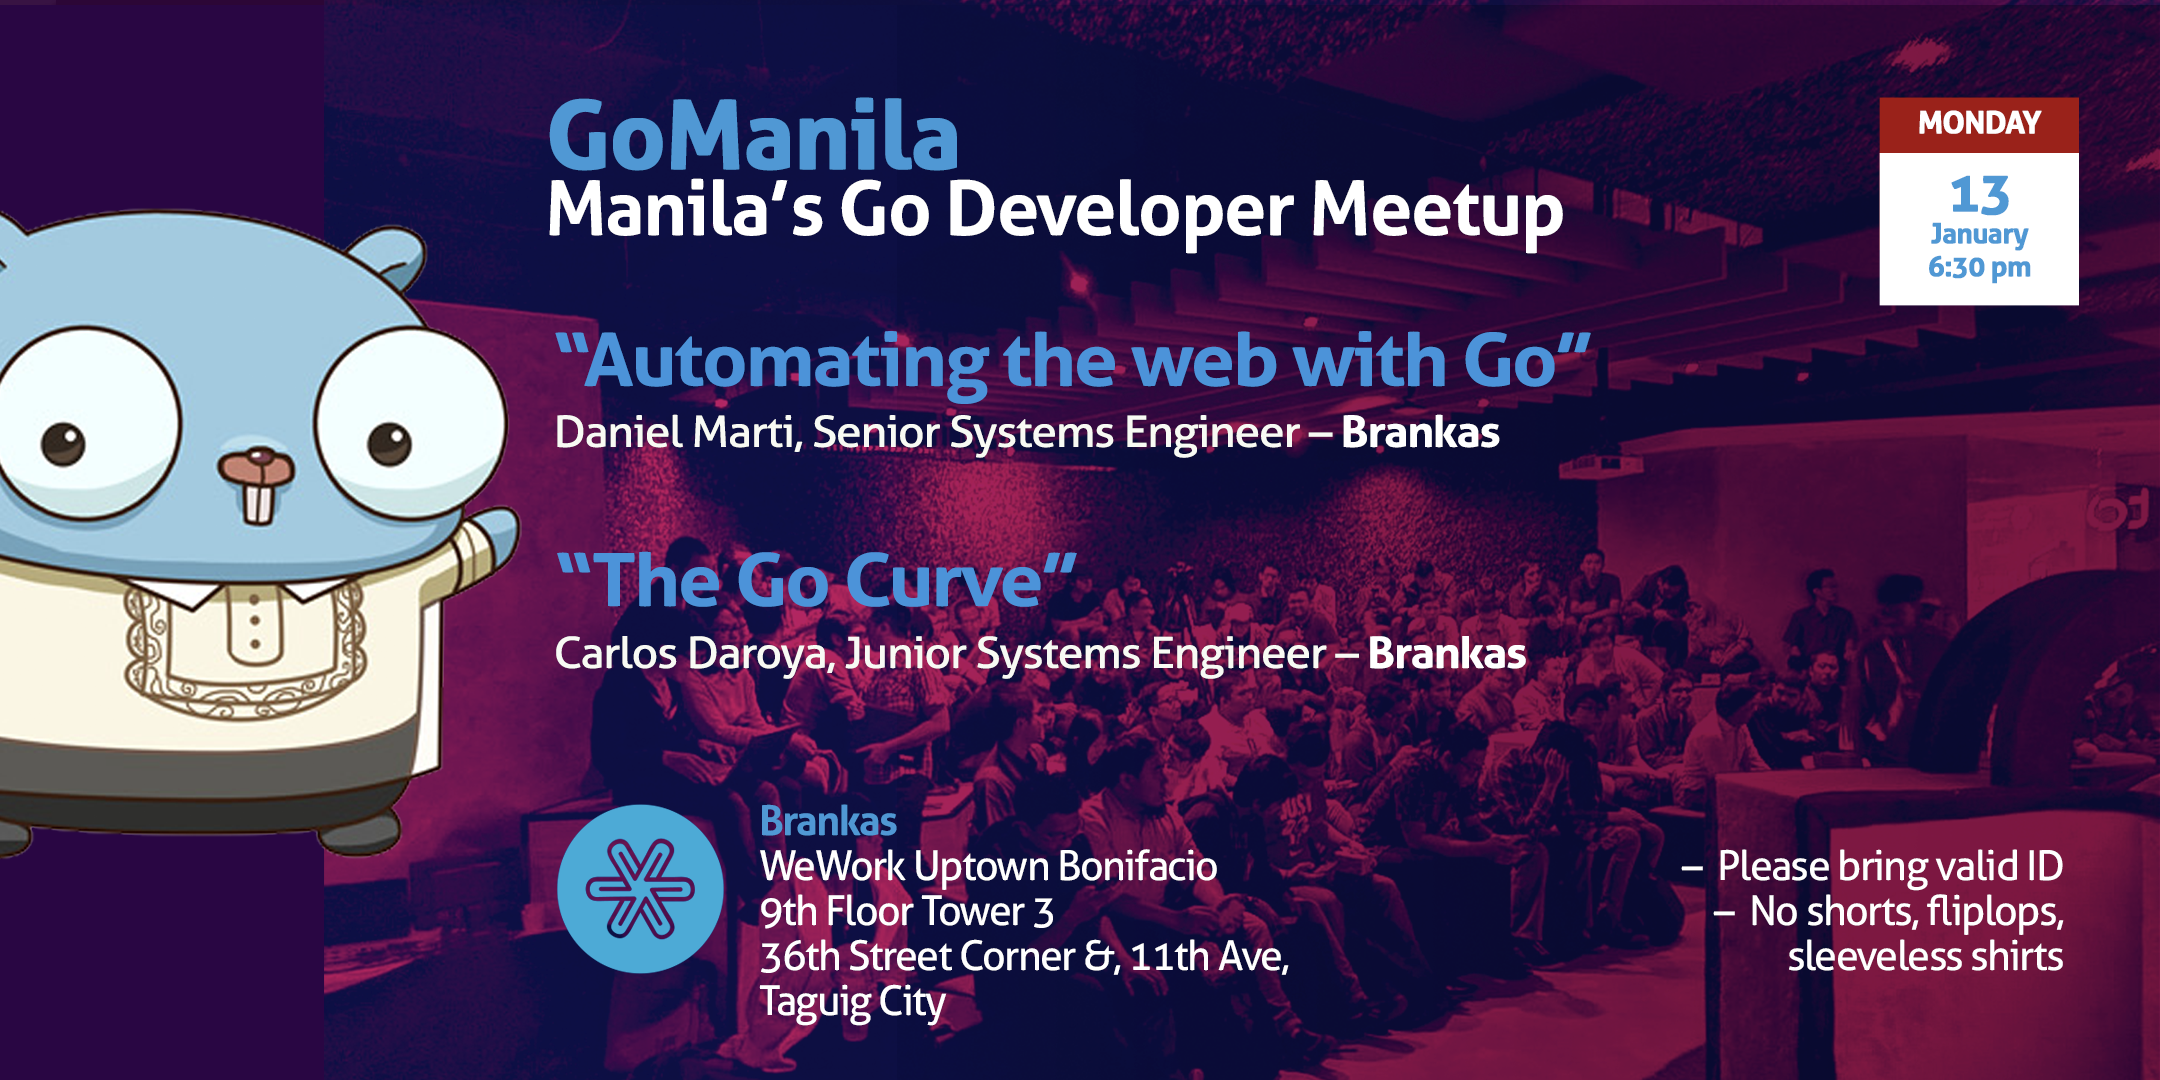 GoManila
Manila's Go Developer Meetup
MONDAY
13
January
6:30 pm
“Automating the web with Go”
Daniel Marti, Senior Systems Engineer – Brankas
“The Go Curve”
Carlos Daroya, Junior Systems Engineer – Brankas
Brankas
WeWork Uptown Bonifacio
9th Floor Tower 3
36th Street Corner &, 11th Ave,
Taguig City
– Please bring valid ID
– No shorts, fliplops,
sleeveless shirts